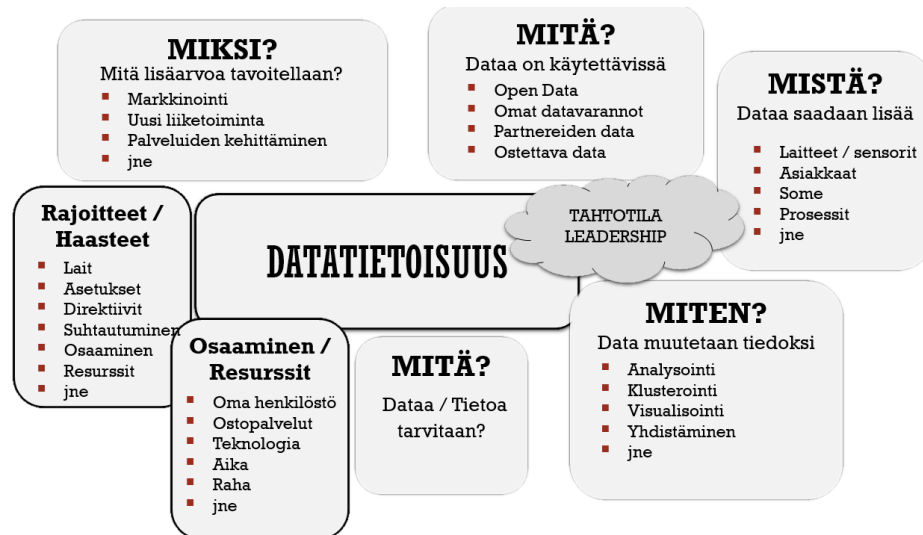 MIKSI?
Mitä lisäarvoa tavoitellaan?
Markkinointi
Uusi liiketoiminta
Palveluiden kehittäminen
jne
MITÄ?
Dataa on käytettävissä
Open Data
Omat datavarannot
Partnereiden data
Ostettava data
MISTÄ?
Dataa saadaan lisää
Laitteet / sensorit
Asiakkaat
Some
Prosessit
jne
Rajoitteet /
Haasteet
Lait
Asetukset
Direktiivit
Suhtautuminen
Osaaminen
Resurssit
jne
DATATIETOISUUS
TAHTOTILA
LEADERSHIP
Osaaminen /
Resurssit
Oma henkilöstö
Ostopalvelut
Teknologia
Aika
Raha
jne
MITÄ?
Dataa / Tietoa
tarvitaan?
MITEN?
Data muutetaan tiedoksi
Analysointi
Klusterointi
Visualisointi
Yhdistäminen
jne